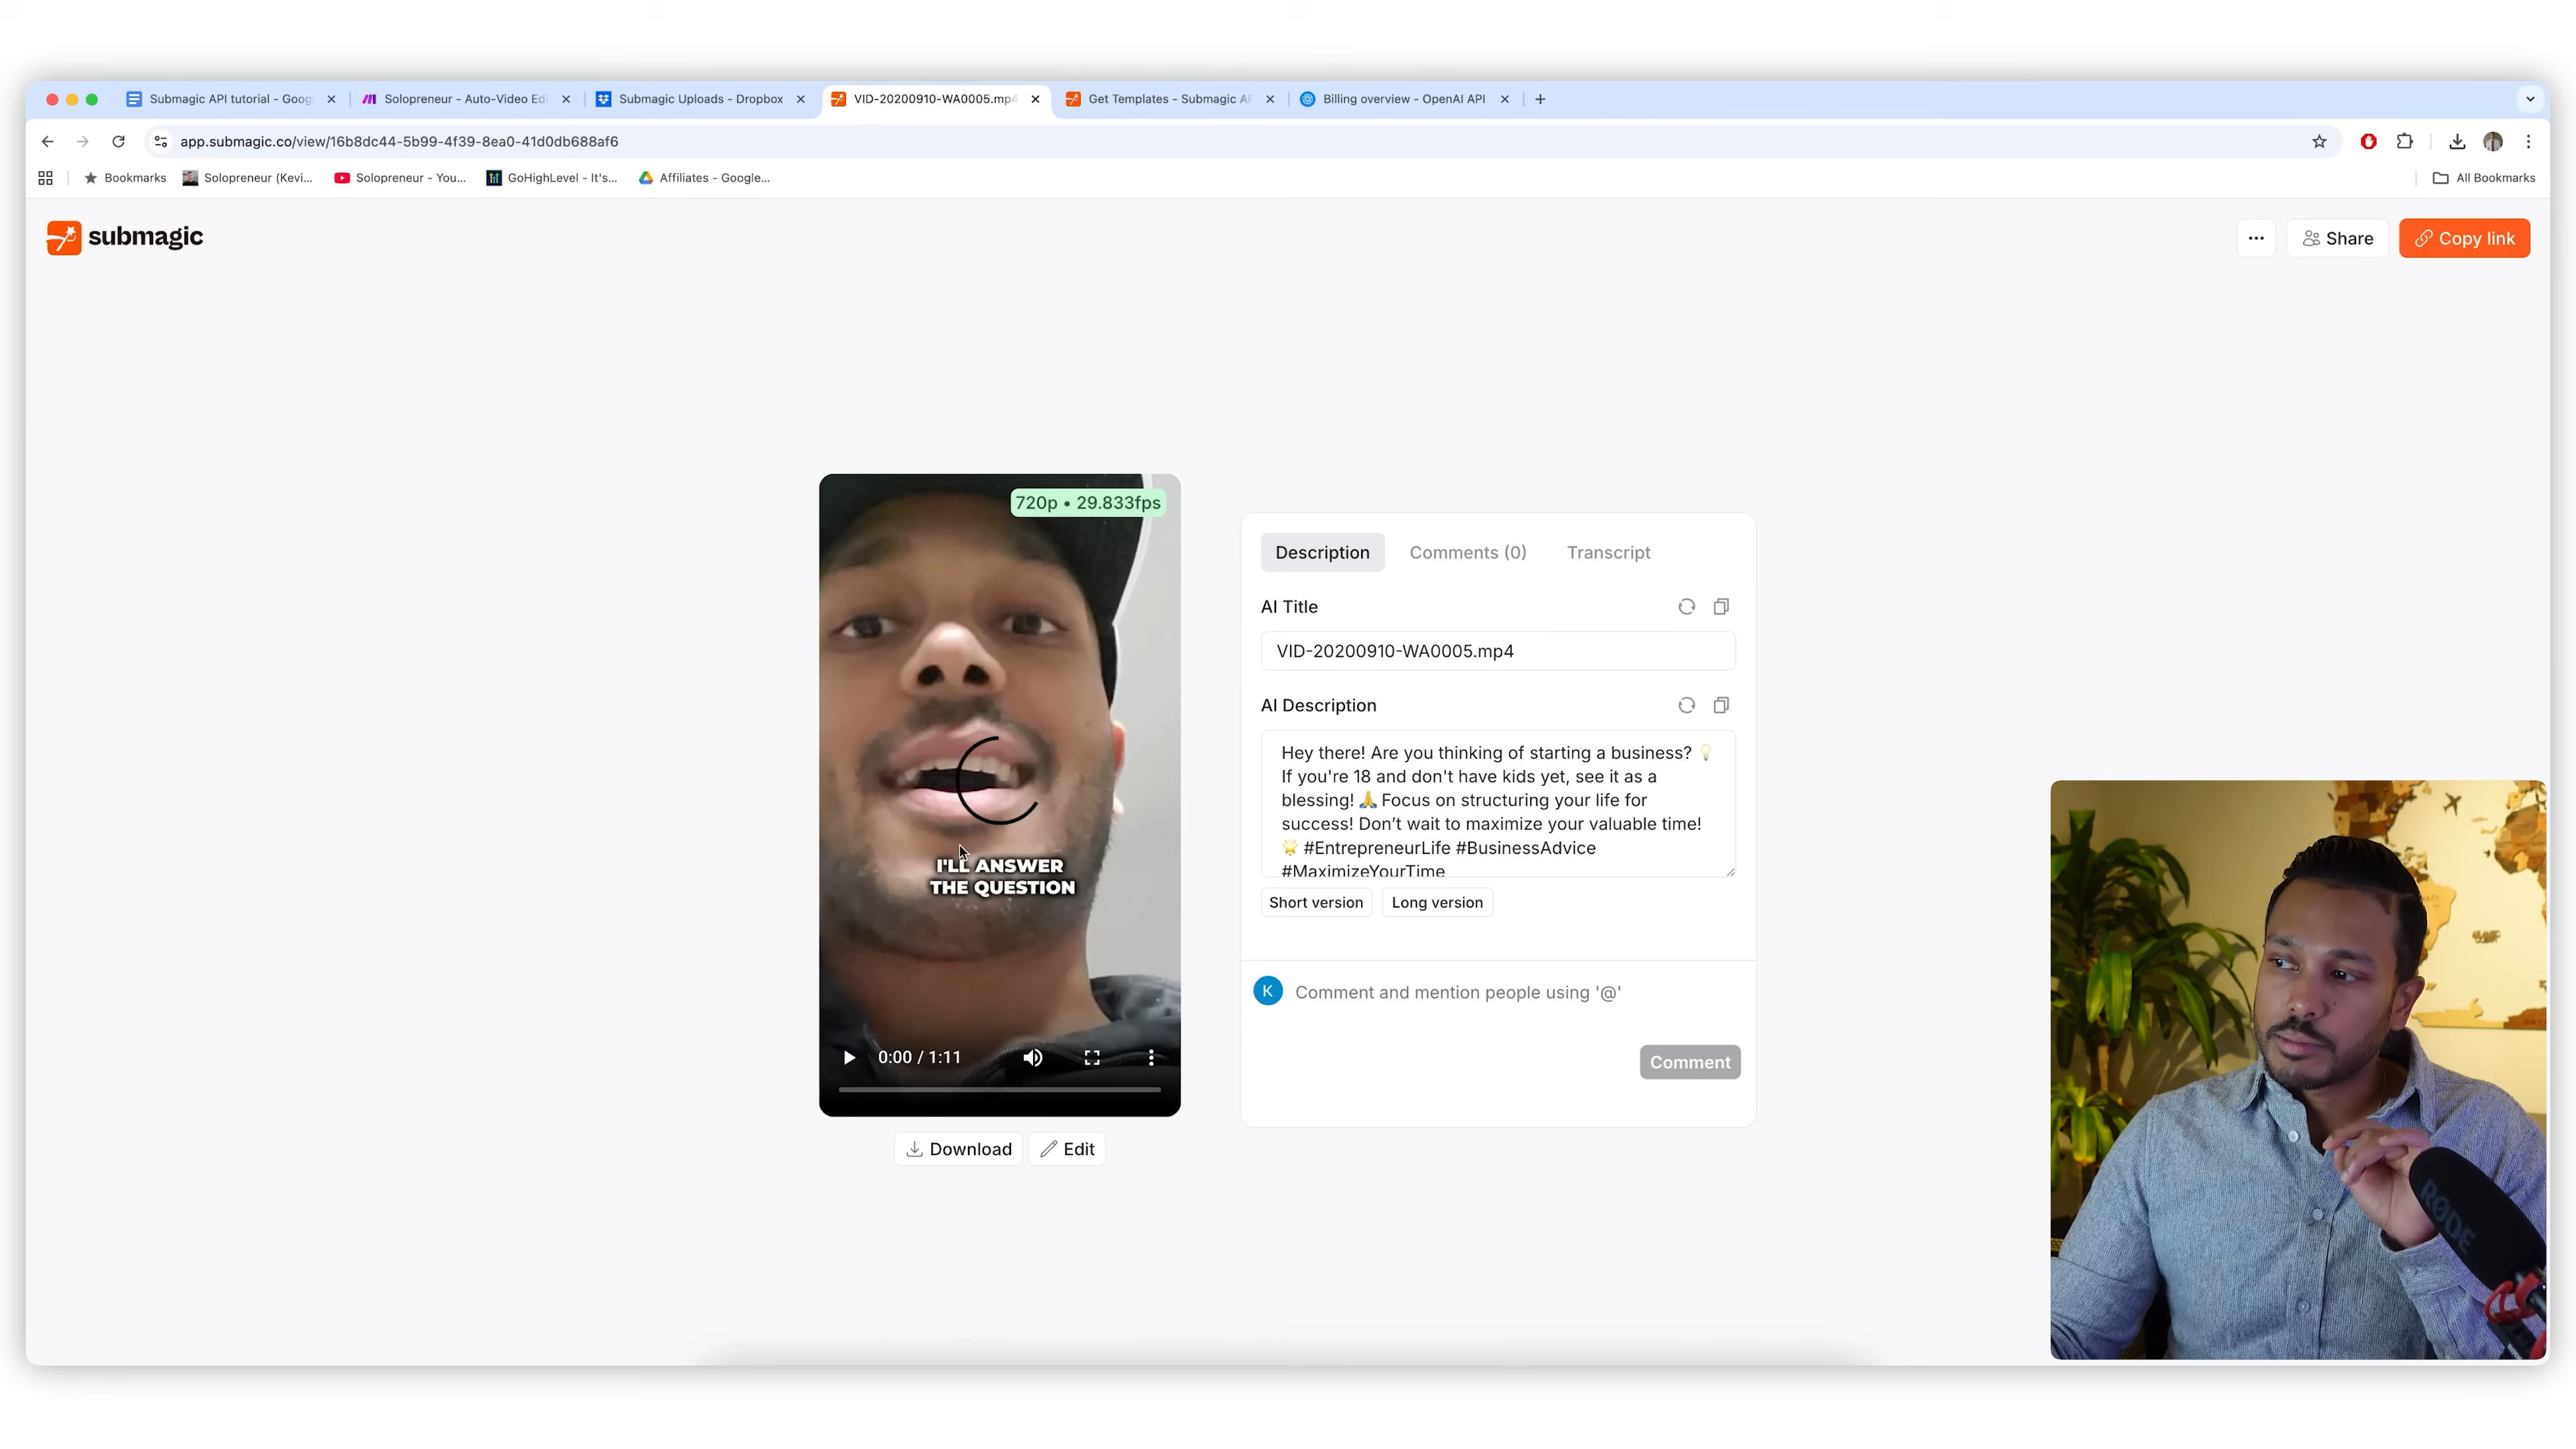 Submagic API tutorial - Goog
Solopreneur - Auto-Video Edi
Submagic Uploads - Dropbox
VID-20200910-WA0005.mp4
Get Templates - Submagic AP
Billing overview - OpenAI API
app.submagic.co/view/16b8dc44-5b99-4f39-8ea0-41d0db688af6
Bookmarks
Solopreneur (Kevi...
Solopreneur - You...
GoHighLevel - It's...
Affiliates - Google...
All Bookmarks
submagic
Share
Copy link
720p • 29.833fps
I'LL ANSWER
THE QUESTION
0:00 / 1:11
Download
Edit
Description
Comments (0)
Transcript
AI Title
VID-20200910-WA0005.mp4
AI Description
Hey there! Are you thinking of starting a business? 💡
If you're 18 and don't have kids yet, see it as a
blessing! 🙏 Focus on structuring your life for
success! Don’t wait to maximize your valuable time!
🌟 #EntrepreneurLife #BusinessAdvice
#MaximizeYourTime
Short version
Long version
K
Comment and mention people using '@'
Comment
RØDE